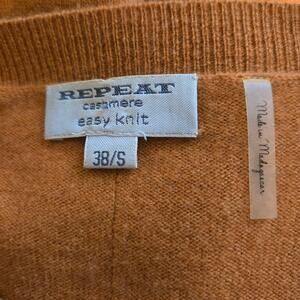 REPEAT
cashmere
easy knit
38/S
Made in Madagascar